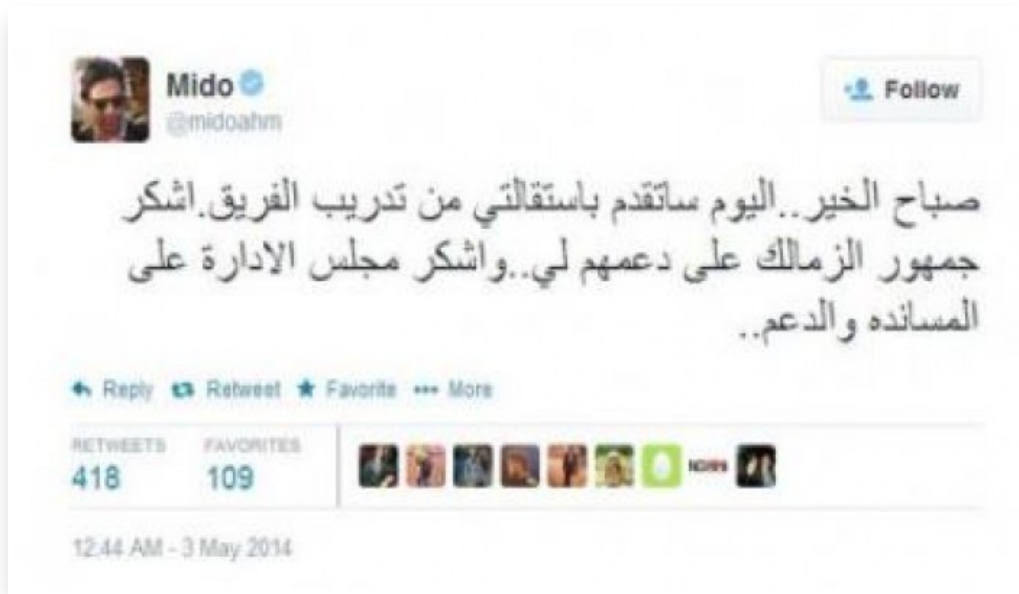 Mido
@midoahm
Follow
صباح الخير..اليوم ساتقدم باستقالتي من تدريب الفريق.اشكر
جمهور الزمالك على دعمهم لي..واشكر مجلس الادارة على
المسانده والدعم..
Reply Retweet Favorite More
RETWEETS FAVORITES
418 109
12:44 AM - 3 May 2014